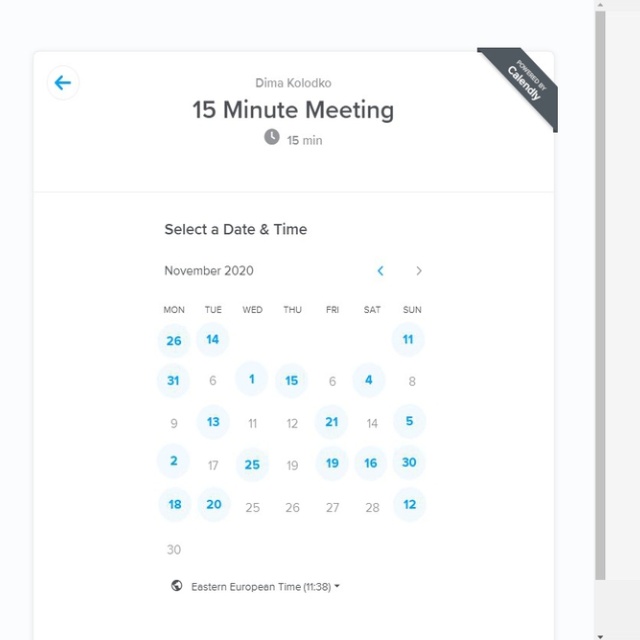 Dima Kolodko
POWERED BY
Calendly
15 Minute Meeting
15 min
Select a Date & Time
November 2020
MON TUE WED THU FRI SAT SUN
26 14 11
31 6 1 15 6 4 8
9 13 11 12 21 14 5
2 17 25 19 19 16 30
18 20 25 26 27 28 12
30
Eastern European Time (11:38)